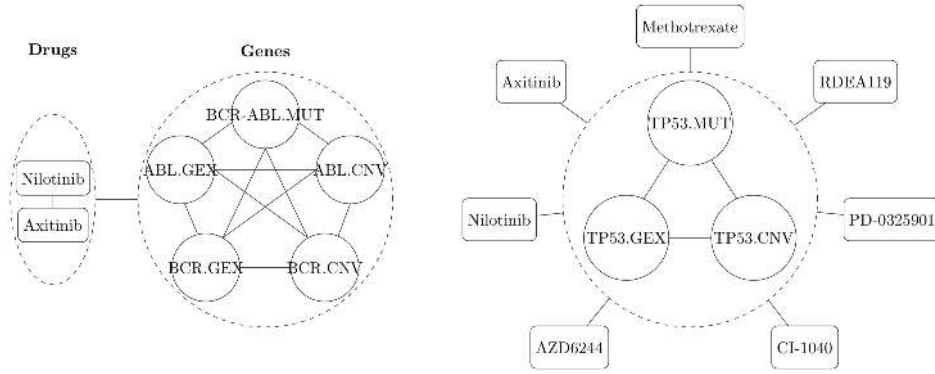 Drugs
Genes
BCR-ABL.MUT
ABL.GEX
ABL.CNV
Nilotinib
Axitinib
BCR.GEX
BCR.CNV
Methotrexate
Axitinib
RDEA119
TP53.MUT
Nilotinib
PD-0325901
TP53.GEX
TP53.CNV
AZD6244
CI-1040